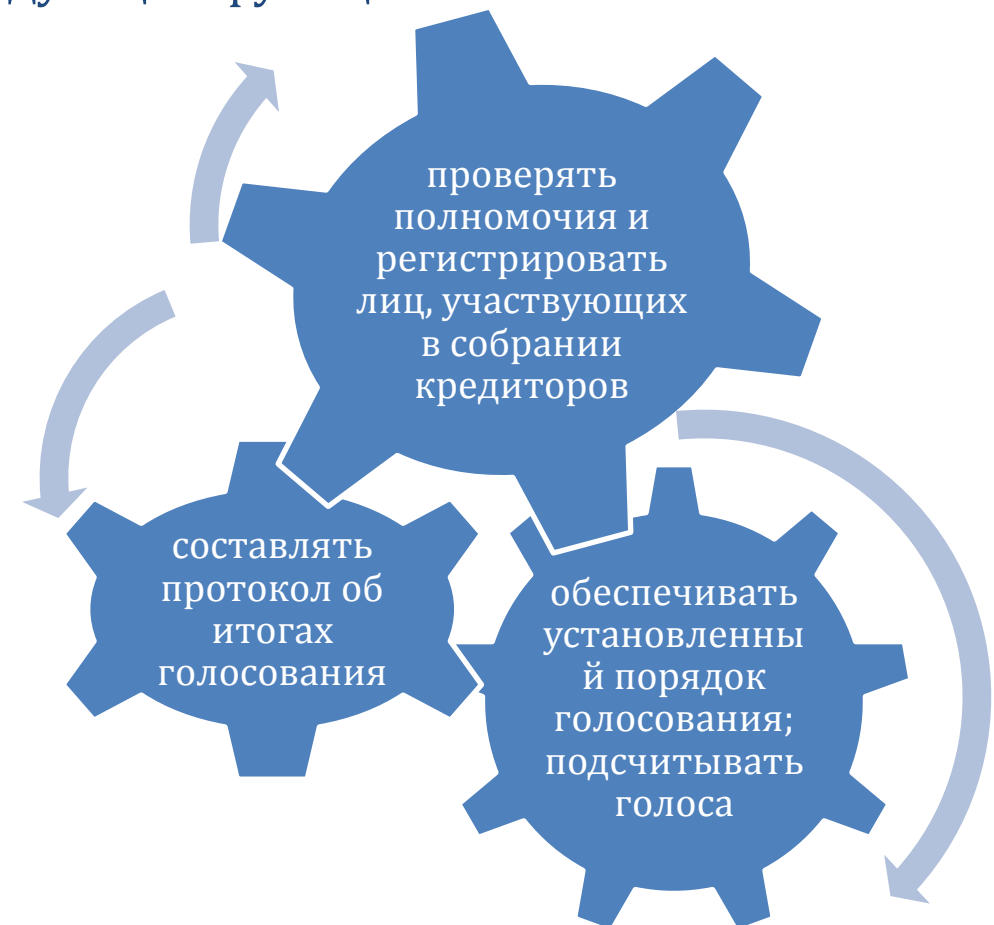 проверять
полномочия и
регистрировать
лиц, участвующих
в собрании
кредиторов
составлять
протокол об
итогах
голосования
обеспечивать
установленны
й порядок
голосования;
подсчитывать
голоса